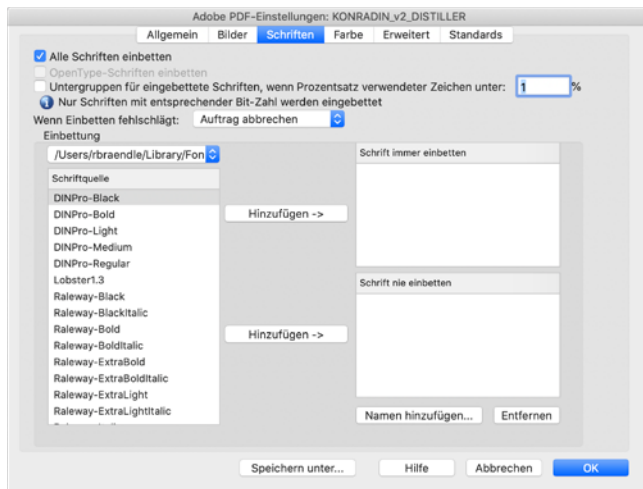 Adobe PDF-Einstellungen: KONRADIN_v2_DISTILLER
Allgemein Bilder Schriften Farbe Erweitert Standards
Alle Schriften einbetten
OpenType-Schriften einbetten
Untergruppen für eingebettete Schriften, wenn Prozentsatz verwendeter Zeichen unter: 1 %
Nur Schriften mit entsprechender Bit-Zahl werden eingebettet
Wenn Einbetten fehlschlägt: Auftrag abbrechen
Einbettung
/Users/rbraendle/Library/Fon
Schriftquelle
DINPro-Black
DINPro-Bold
DINPro-Light
DINPro-Medium
DINPro-Regular
Lobster1.3
Raleway-Black
Raleway-BlackItalic
Raleway-Bold
Raleway-BoldItalic
Raleway-ExtraBold
Raleway-ExtraBoldItalic
Raleway-ExtraLight
Raleway-ExtraLightItalic
Hinzufügen ->
Hinzufügen ->
Schrift immer einbetten
Schrift nie einbetten
Namen hinzufügen... Entfernen
Speichern unter... Hilfe Abbrechen OK